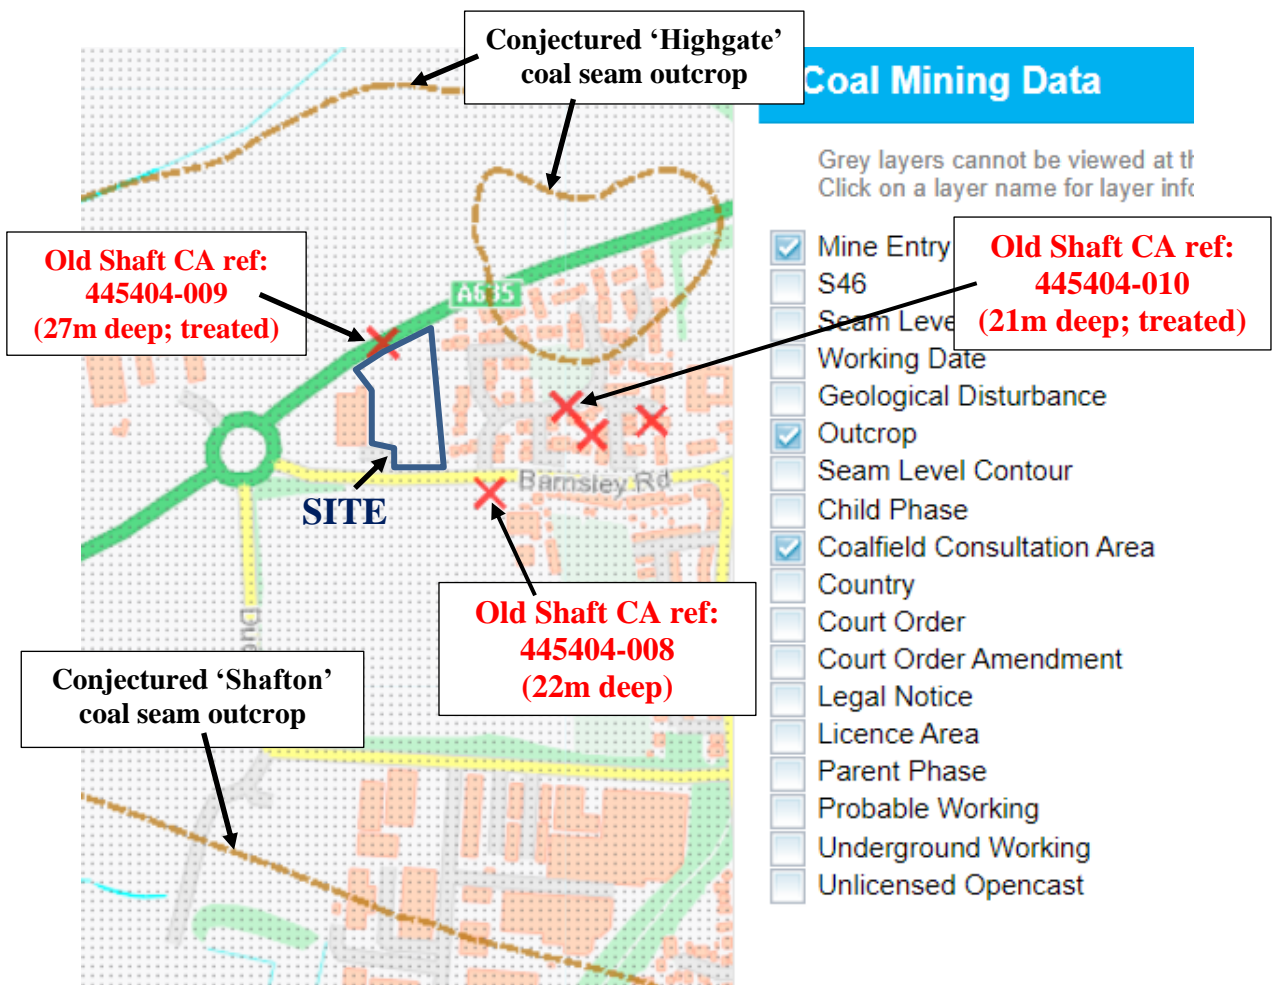 Conjectured ‘Highgate’
coal seam outcrop
Coal Mining Data
Grey layers cannot be viewed at th
Click on a layer name for layer info
Old Shaft CA ref:
445404-009
(27m deep; treated)
A635
Old Shaft CA ref:
445404-010
(21m deep; treated)
Mine Entry
S46
Seam Leve
Working Date
Geological Disturbance
Outcrop
Seam Level Contour
Child Phase
Coalfield Consultation Area
Country
Court Order
Court Order Amendment
Legal Notice
Licence Area
Parent Phase
Probable Working
Underground Working
Unlicensed Opencast
Barnsley Rd
SITE
Old Shaft CA ref:
445404-008
(22m deep)
Conjectured ‘Shafton’
coal seam outcrop